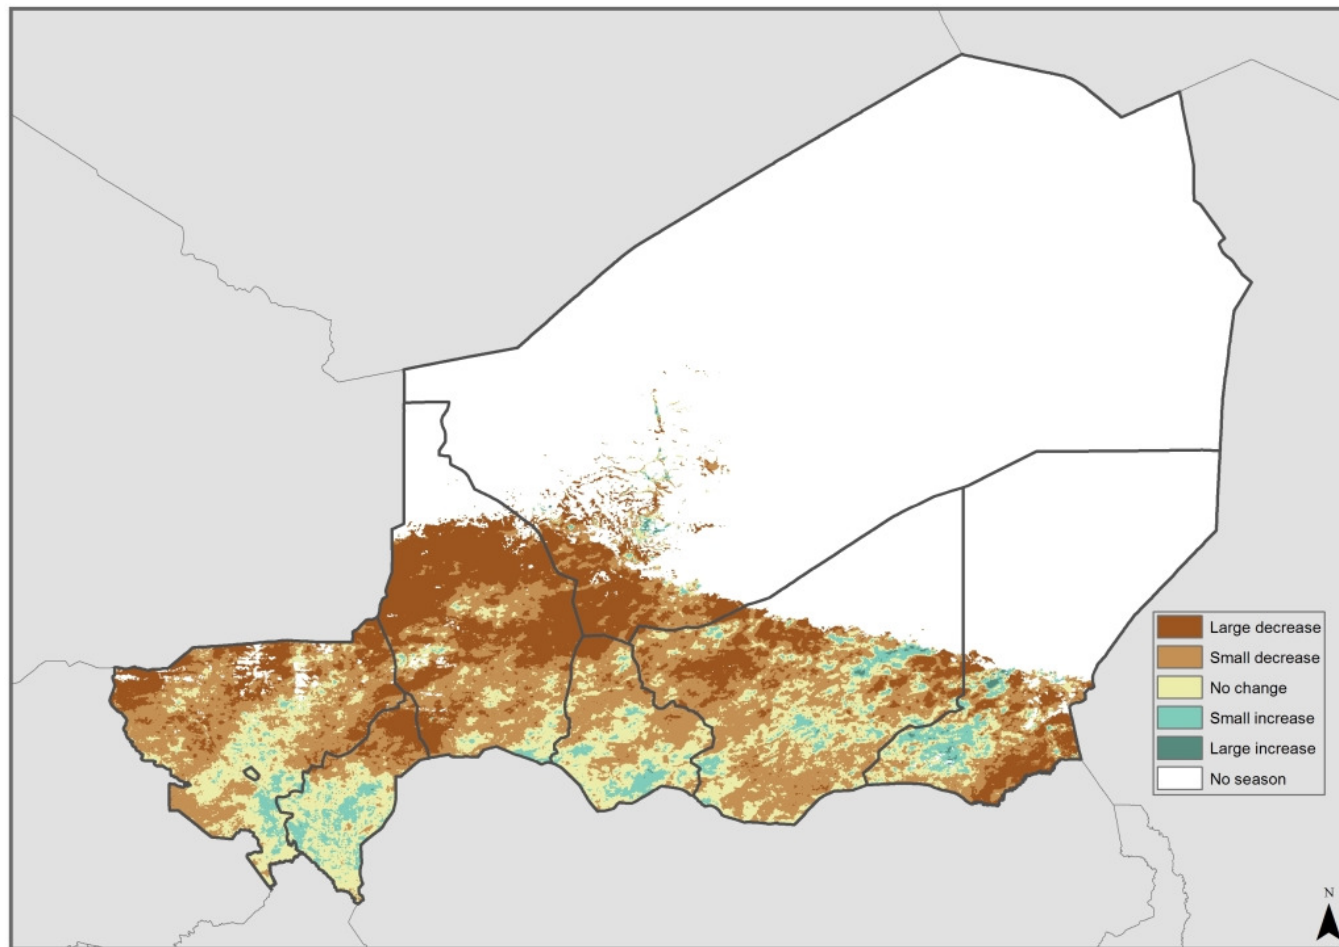 Large decrease
Small decrease
No change
Small increase
Large increase
No season
N